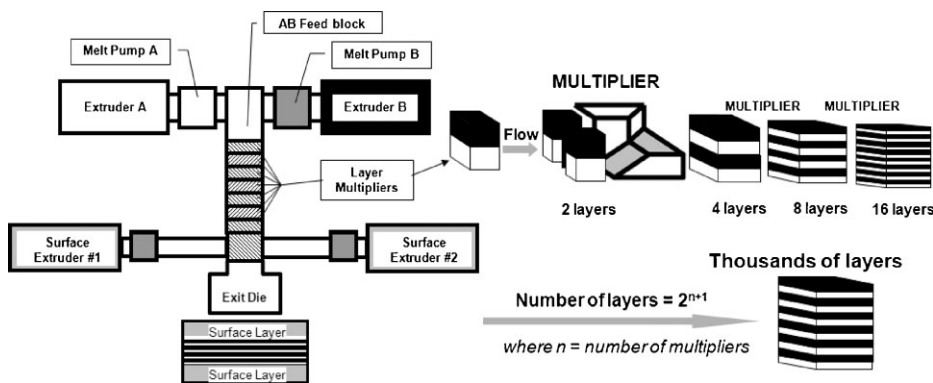 AB Feed block
Melt Pump A
Melt Pump B
Extruder A
Extruder B
Layer
Multipliers
Surface
Extruder #1
Surface
Extruder #2
Exit Die
Surface Layer
Surface Layer
Flow
MULTIPLIER
MULTIPLIER
MULTIPLIER
2 layers
4 layers
8 layers
16 layers
Thousands of layers
Number of layers = 2ⁿ⁺¹
where n = number of multipliers